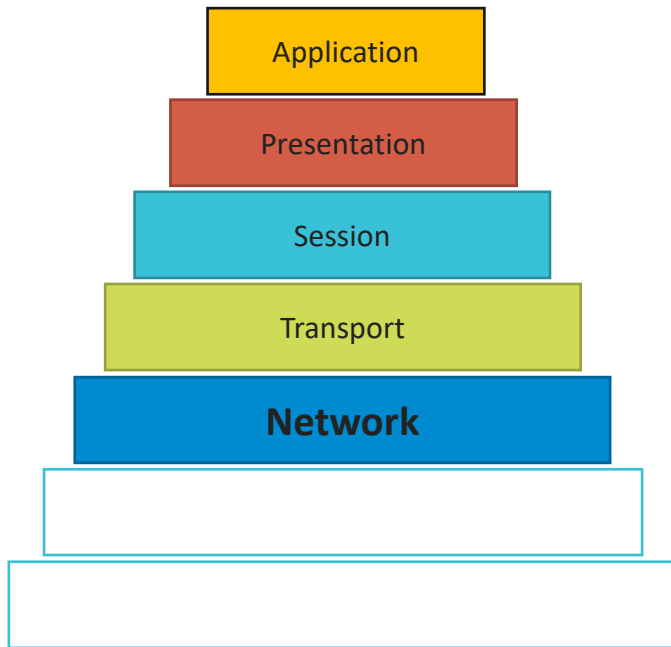 Application
Presentation
Session
Transport
Network